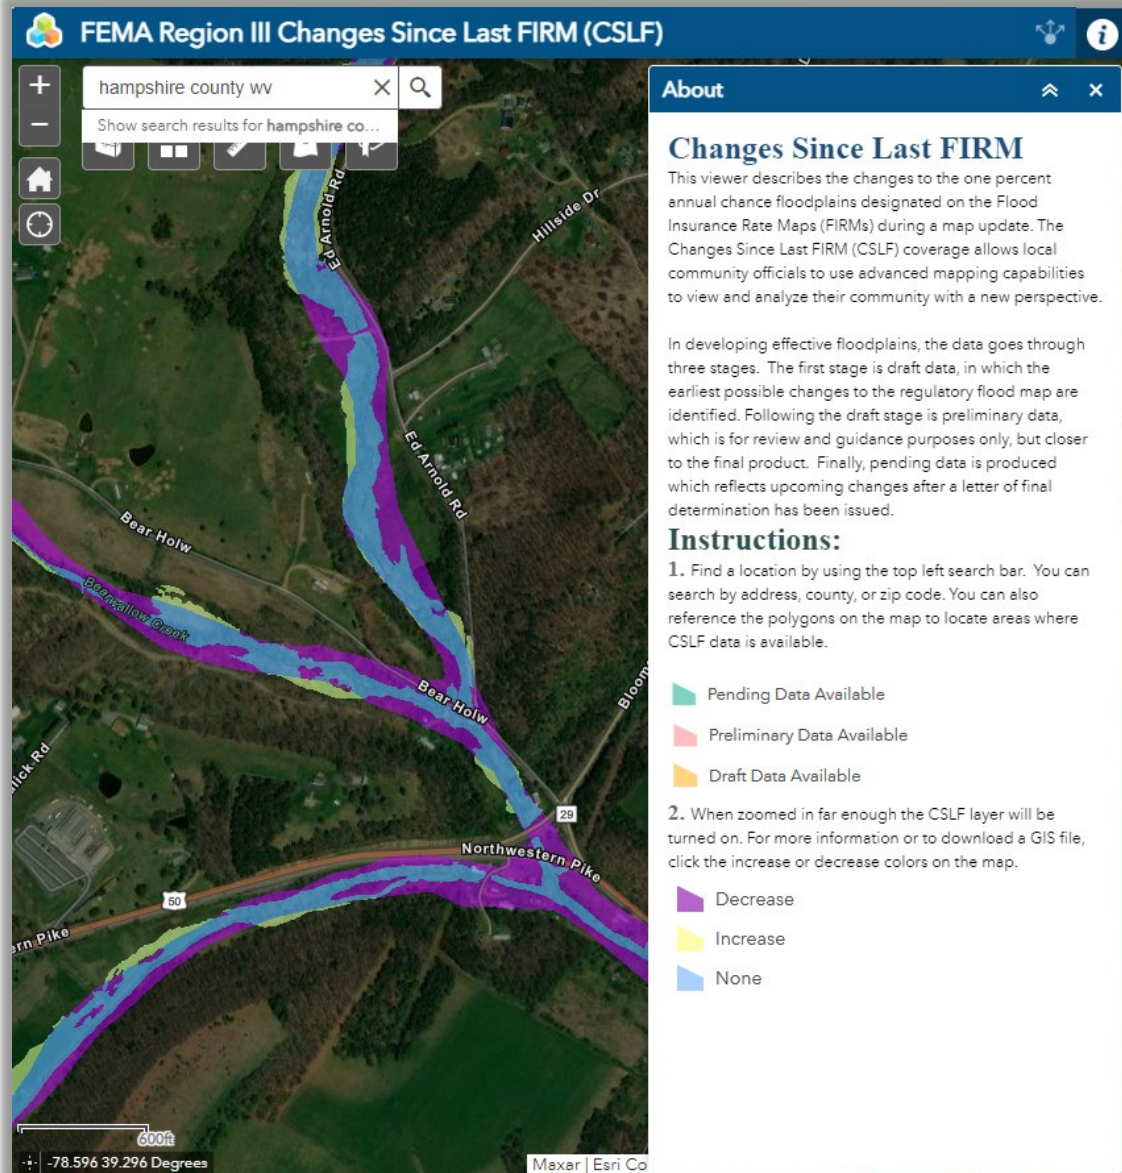 FEMA Region III Changes Since Last FIRM (CSLF)
hampshire county wv
Show search results for hampshire co...
About
Changes Since Last FIRM
This viewer describes the changes to the one percent
annual chance floodplains designated on the Flood
Insurance Rate Maps (FIRMs) during a map update. The
Changes Since Last FIRM (CSLF) coverage allows local
community officials to use advanced mapping capabilities
to view and analyze their community with a new perspective.
In developing effective floodplains, the data goes through
three stages. The first stage is draft data, in which the
earliest possible changes to the regulatory flood map are
identified. Following the draft stage is preliminary data,
which is for review and guidance purposes only, but closer
to the final product. Finally, pending data is produced
which reflects upcoming changes after a letter of final
determination has been issued.
Instructions:
1. Find a location by using the top left search bar. You can
search by address, county, or zip code. You can also
reference the polygons on the map to locate areas where
CSLF data is available.
Pending Data Available
Preliminary Data Available
Draft Data Available
2. When zoomed in far enough the CSLF layer will be
turned on. For more information or to download a GIS file,
click the increase or decrease colors on the map.
Decrease
Increase
None
Ed Arnold Rd
Hillside Dr
Ed Arnold Rd
Bear Holw
Bearwallow Creek
Bear Holw
Bloom
lick Rd
29
Northwestern Pike
50
ern Pike
600ft
-78.596 39.296 Degrees
Maxar | Esri Co